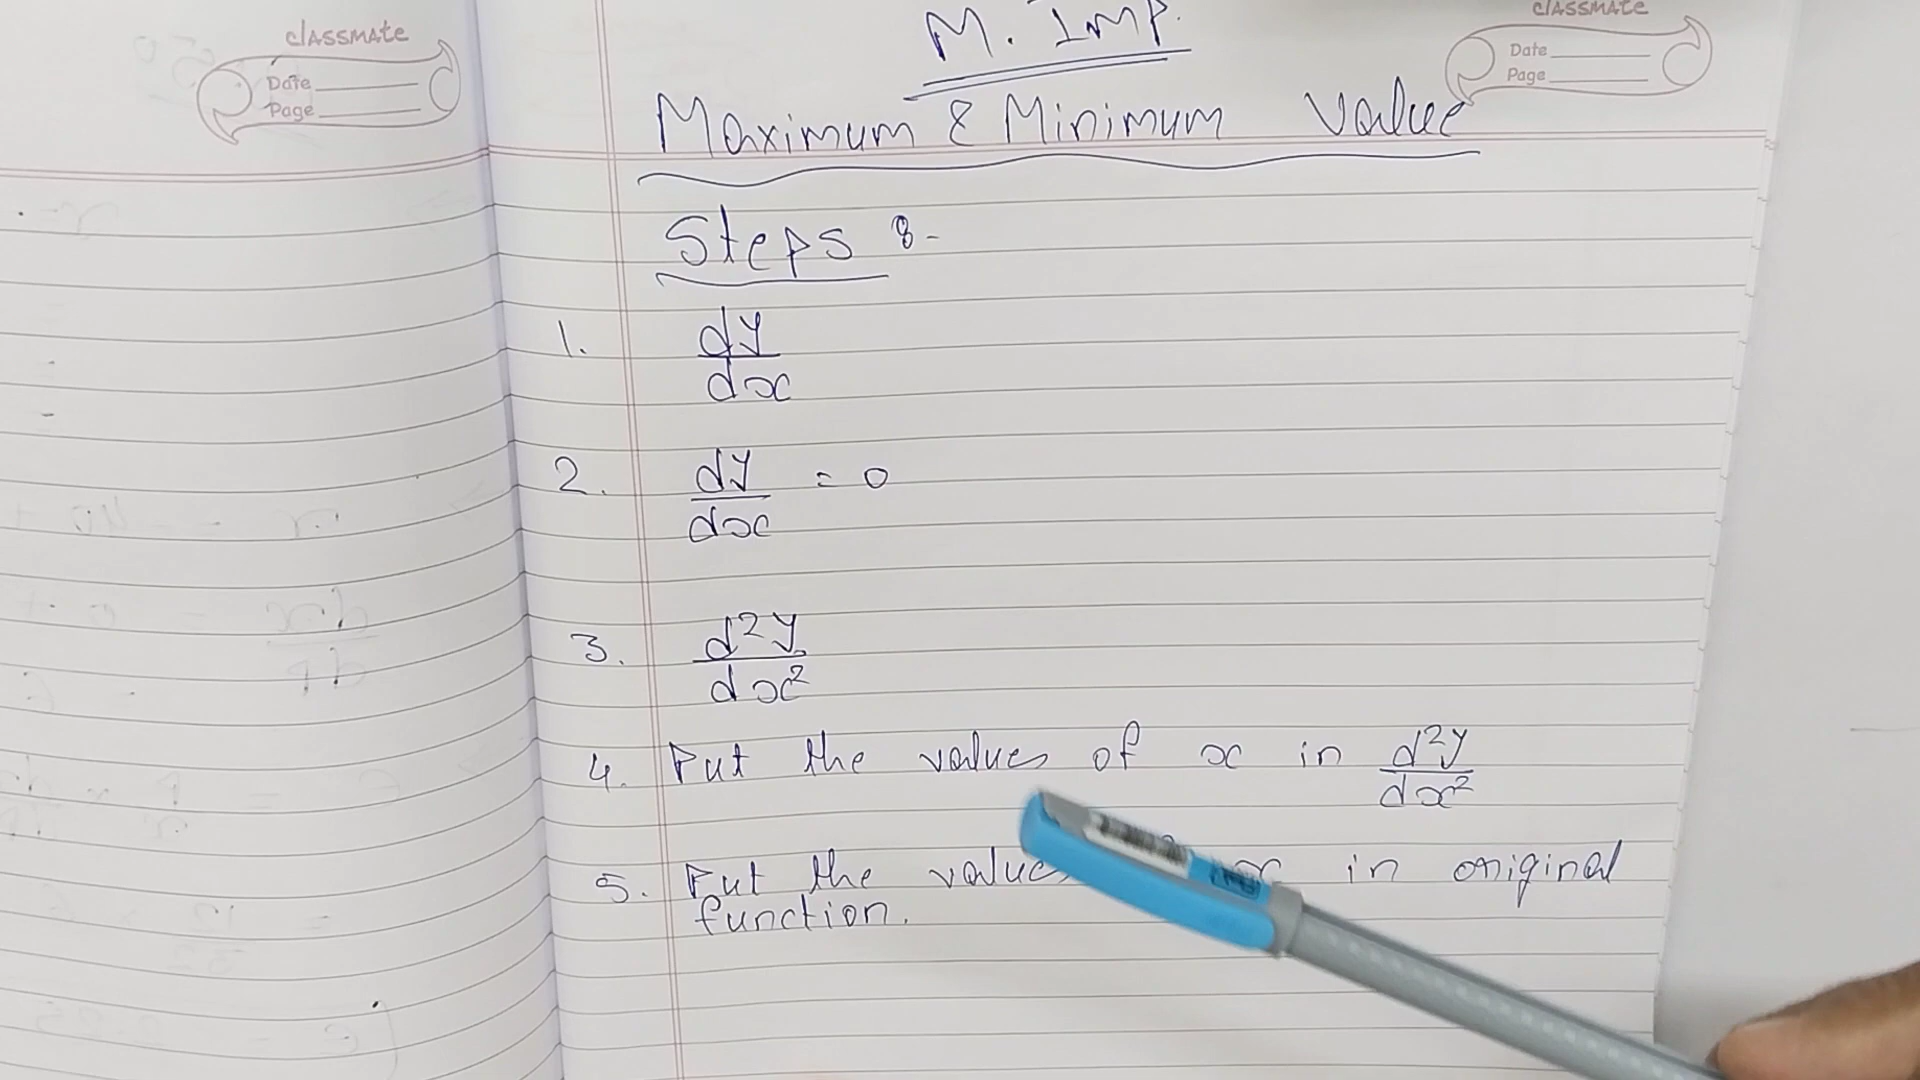 classmate
Date
Page
M. IMP.
classmate
Date
Page
Maximum & Minimum Value
Steps :-
1. dy/dx
2. dy/dx = 0
3. d²y/dx²
4. Put the values of x in d²y/dx²
5. Put the x in original
function.